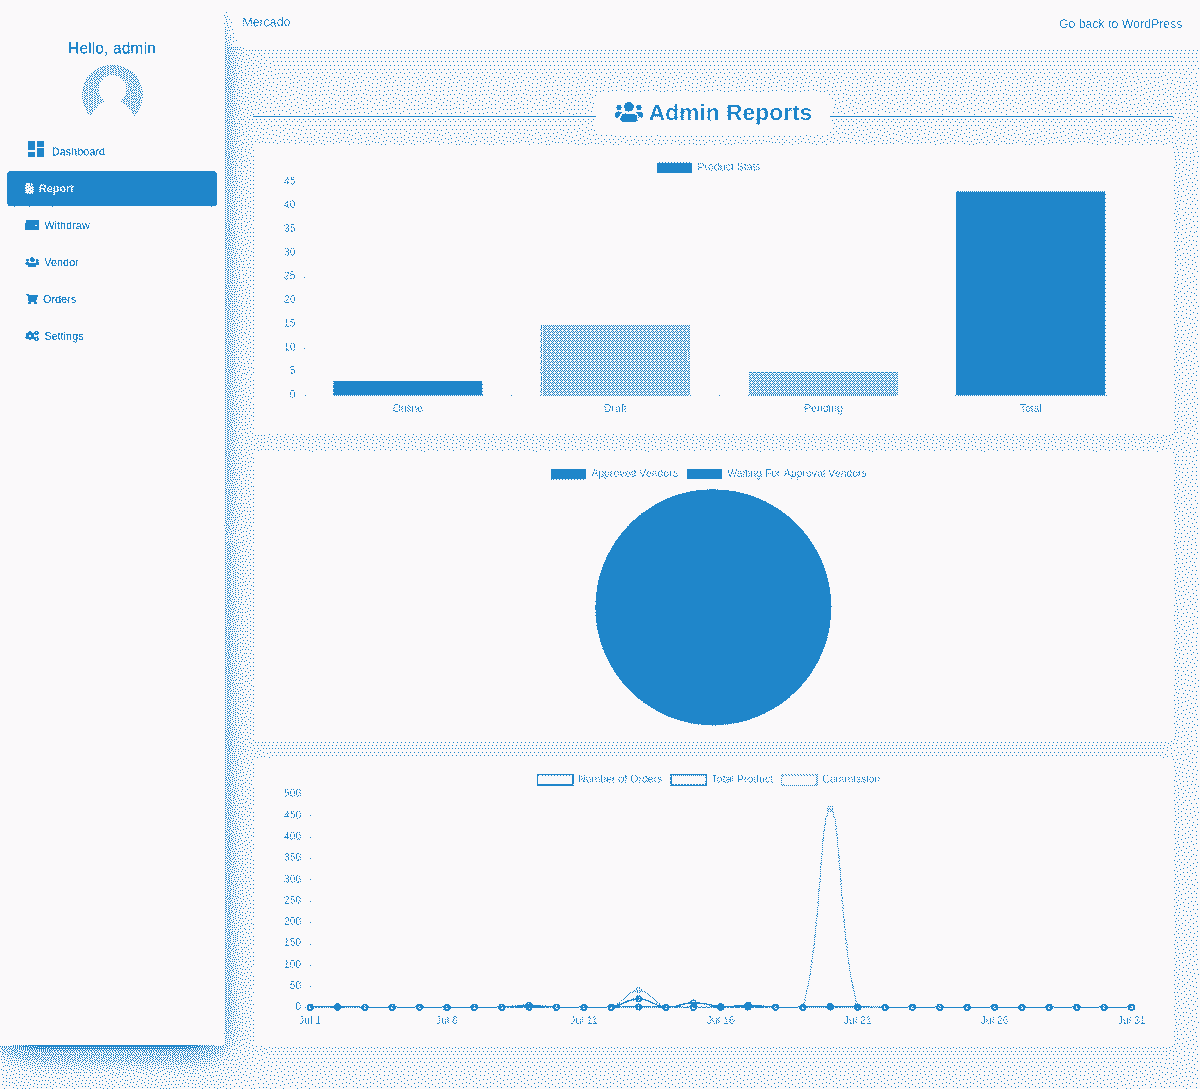 Mercado
Go back to WordPress
Hello, admin
Dashboard
Report
Withdraw
Vendor
Orders
Settings
Admin Reports
Product Stats
45
40
35
30
25
20
15
10
5
0
Online
Draft
Pending
Total
Approved Vendors
Waiting For Approval Vendors
Number of Orders
Total Product
Commission
500
450
400
350
300
250
200
150
100
50
0
Jul 1
Jul 6
Jul 11
Jul 16
Jul 21
Jul 26
Jul 31